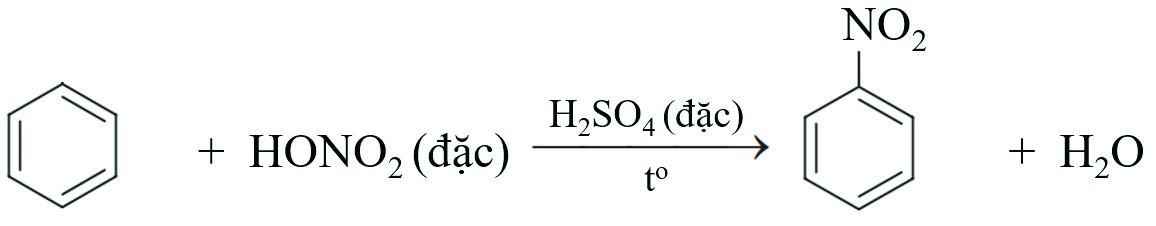 NO₂
+ HONO₂ (đặc) H₂SO₄ (đặc) tº + H₂O